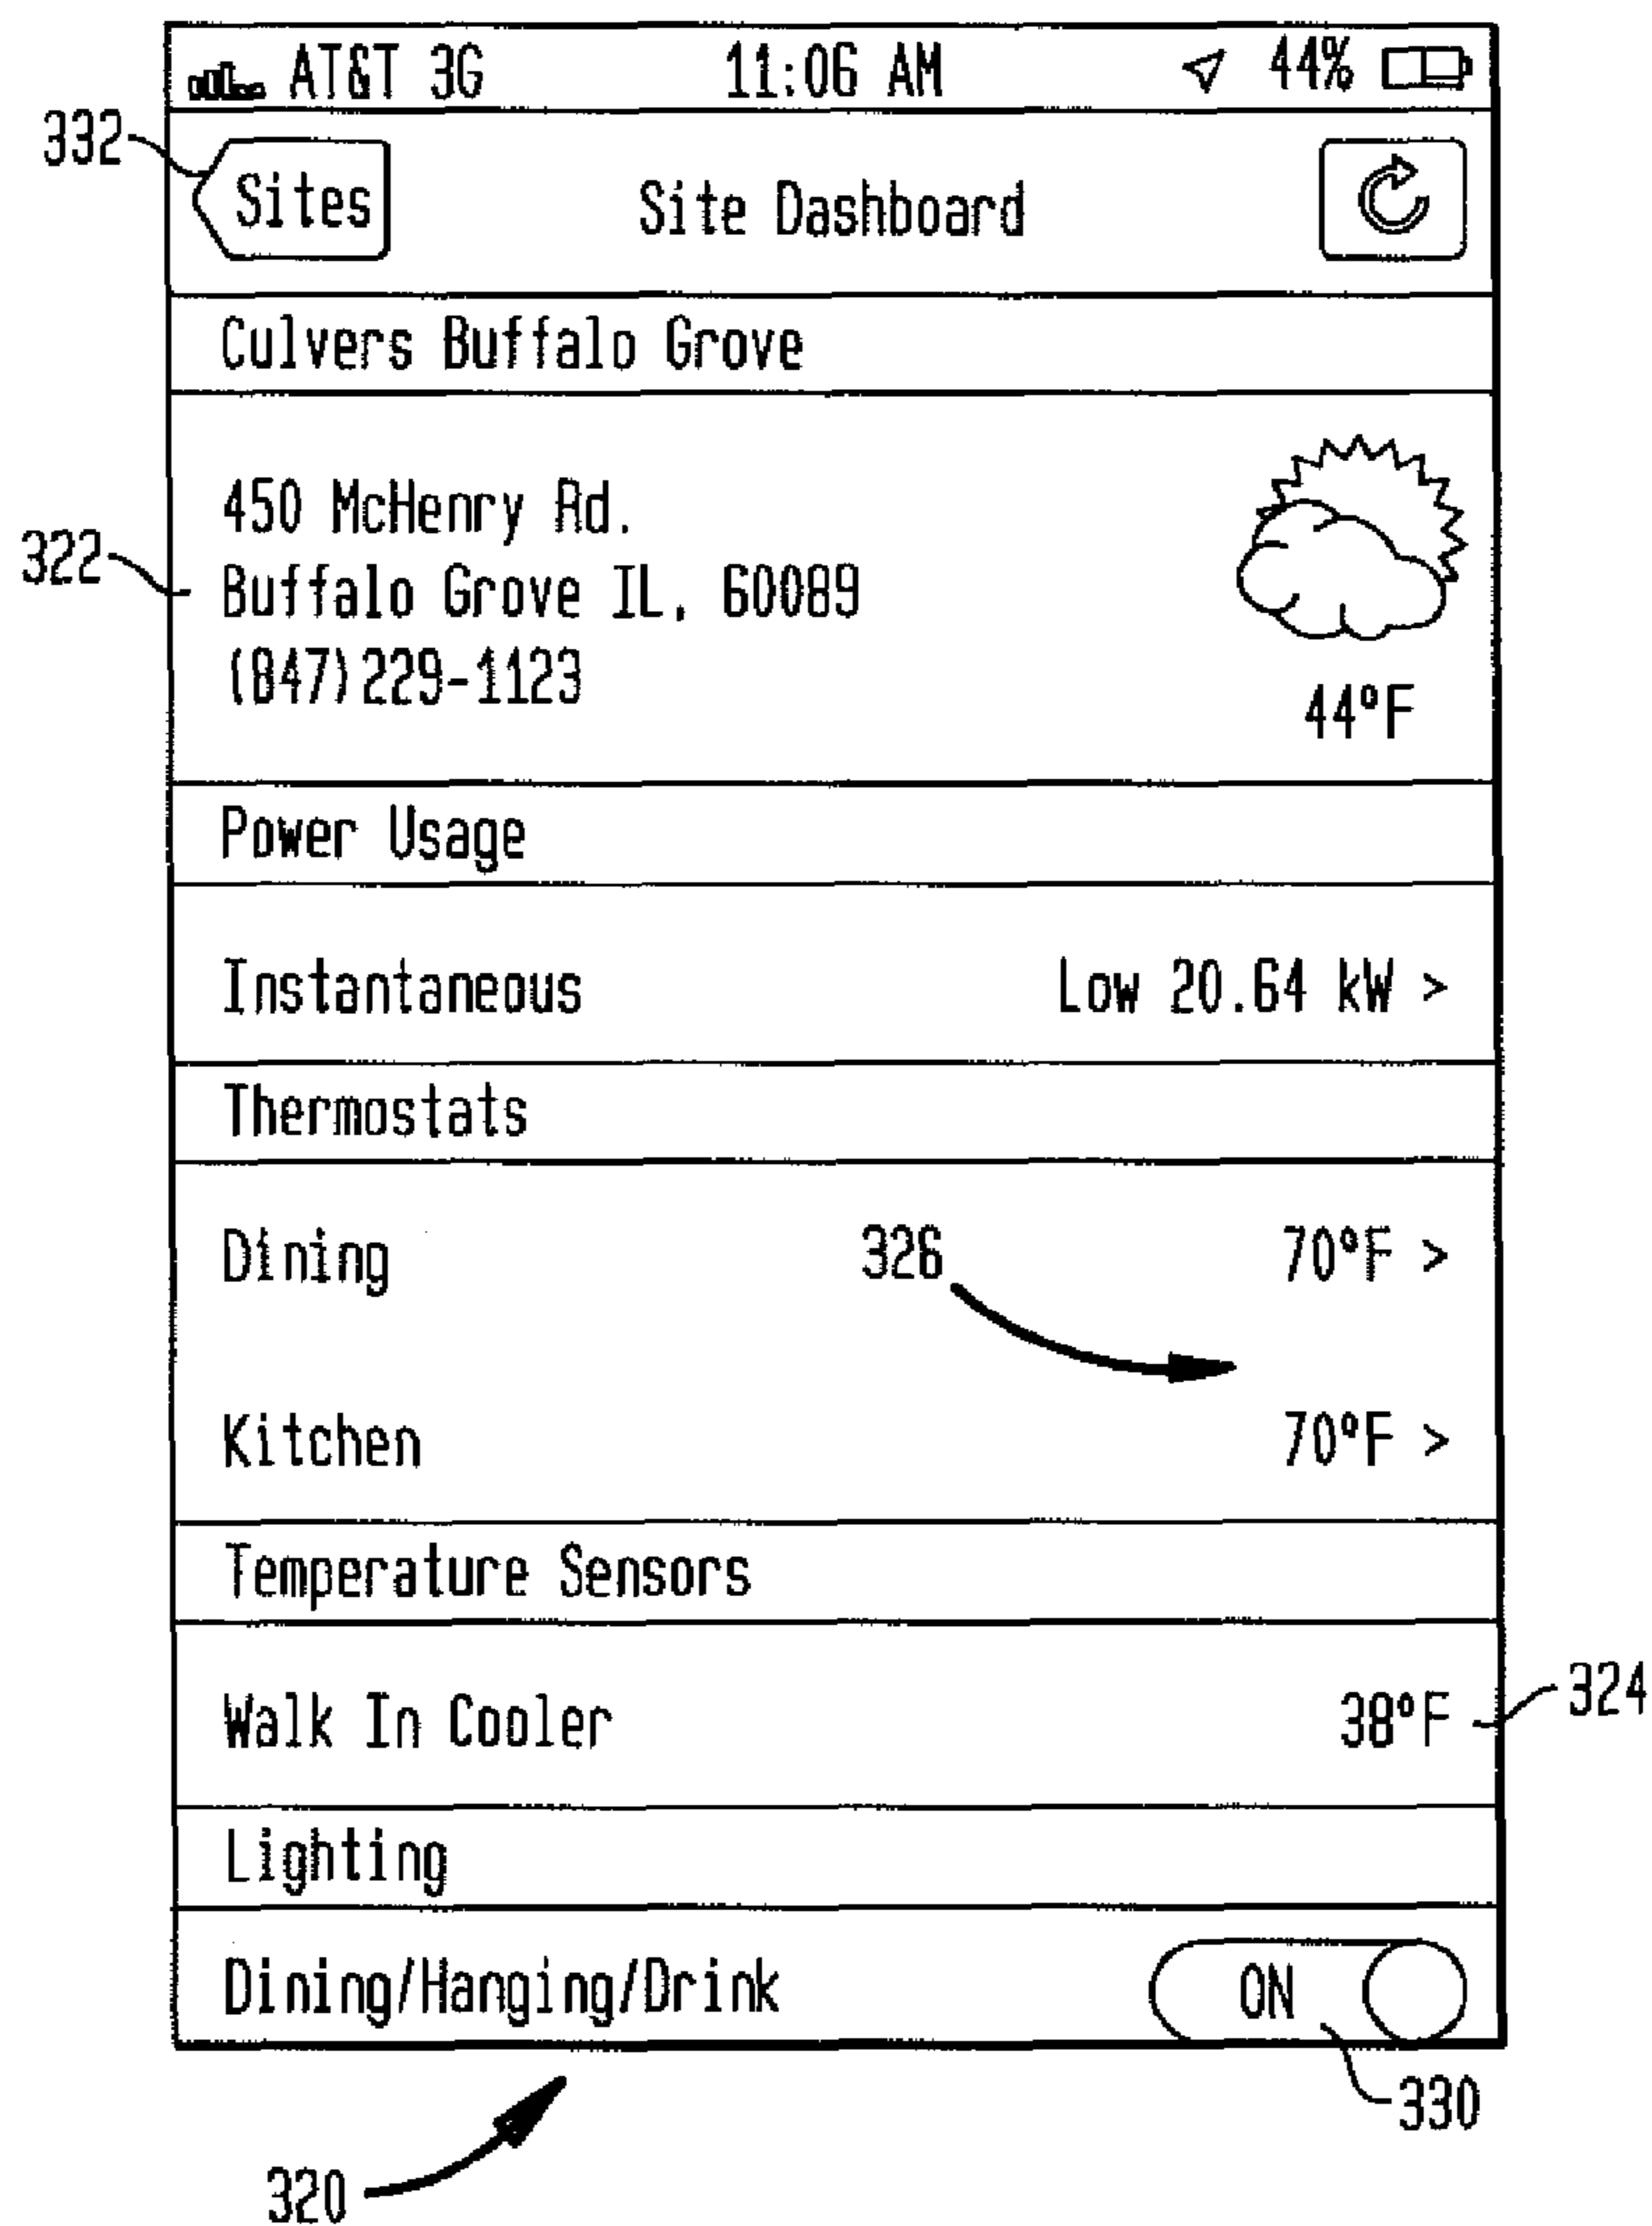 AT&T 3G 11:06 AM 44%
332
Sites Site Dashboard
Culvers Buffalo Grove
450 McHenry Rd.
322
Buffalo Grove IL, 60089
(847)229-1123
44°F
Power Usage
Instantaneous Low 20.64 kW >
Thermostats
Dining 326 70°F >
Kitchen 70°F >
Temperature Sensors
Walk In Cooler 38°F 324
Lighting
Dining/Hanging/Drink ON
330
320